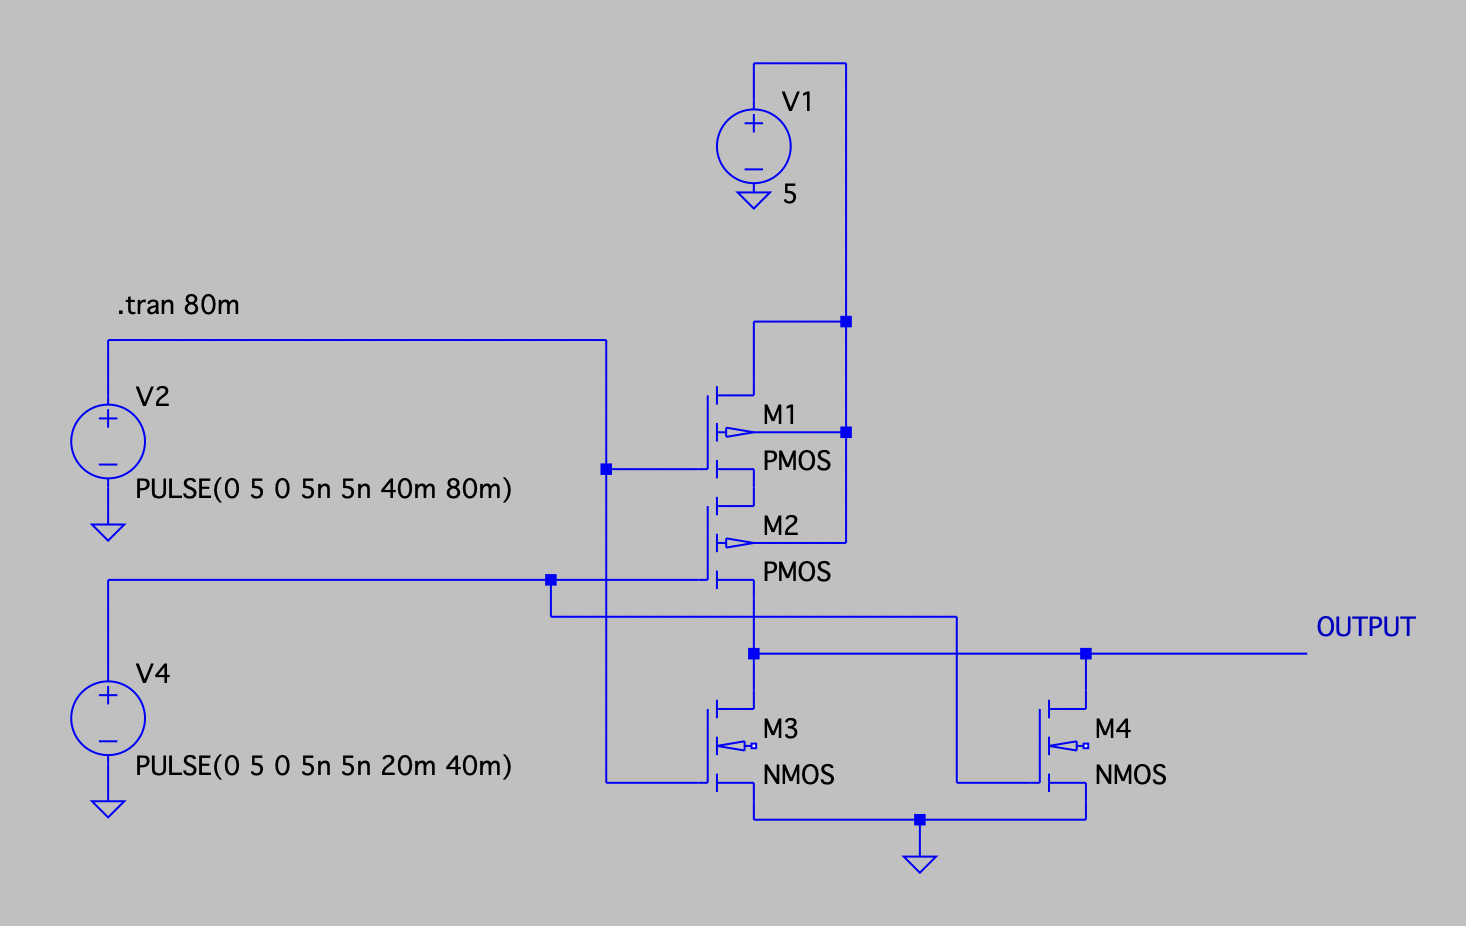 V1
5
.tran 80m
V2
PULSE(0 5 0 5n 5n 40m 80m)
M1
PMOS
M2
PMOS
OUTPUT
V4
PULSE(0 5 0 5n 5n 20m 40m)
M3
NMOS
M4
NMOS